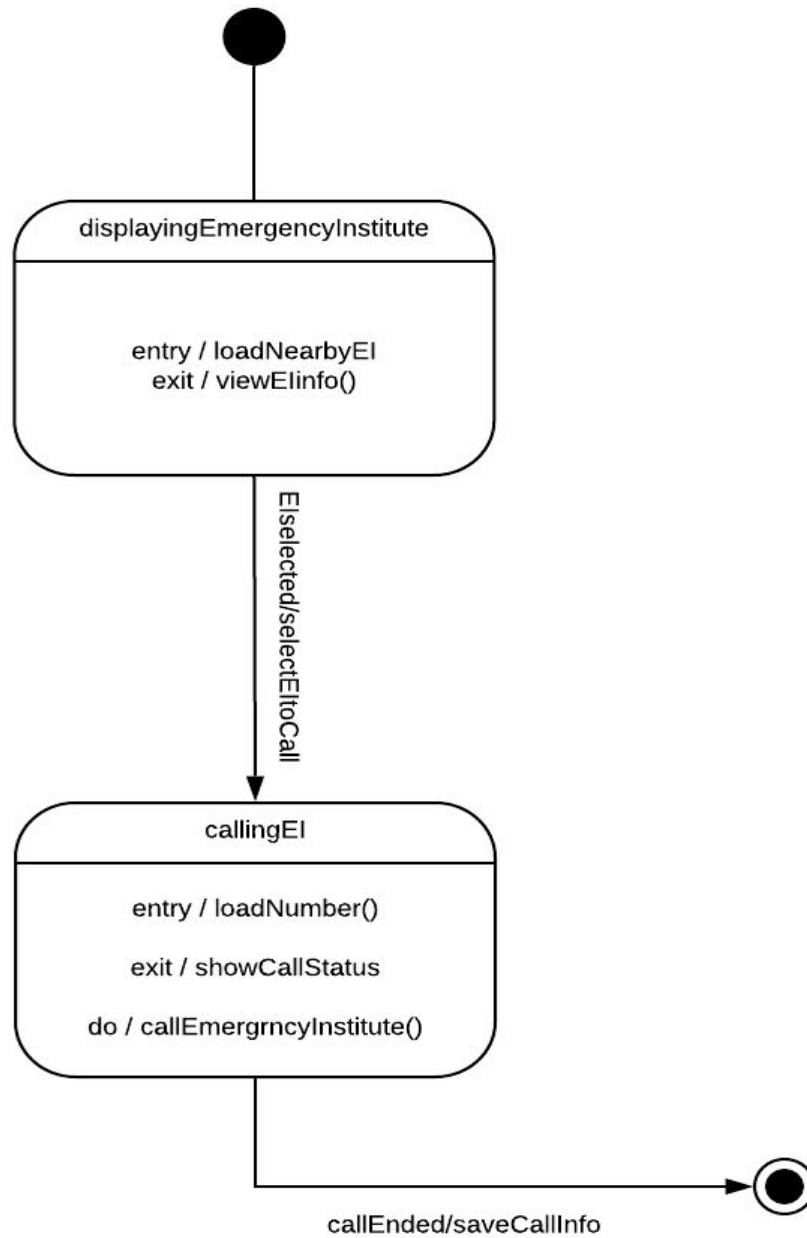 displayingEmergencyInstitute
entry / loadNearbyEI
exit / viewEIinfo()
EIselected/selectEItoCall
callingEI
entry / loadNumber()
exit / showCallStatus
do / callEmergrncyInstitute()
callEnded/saveCallInfo